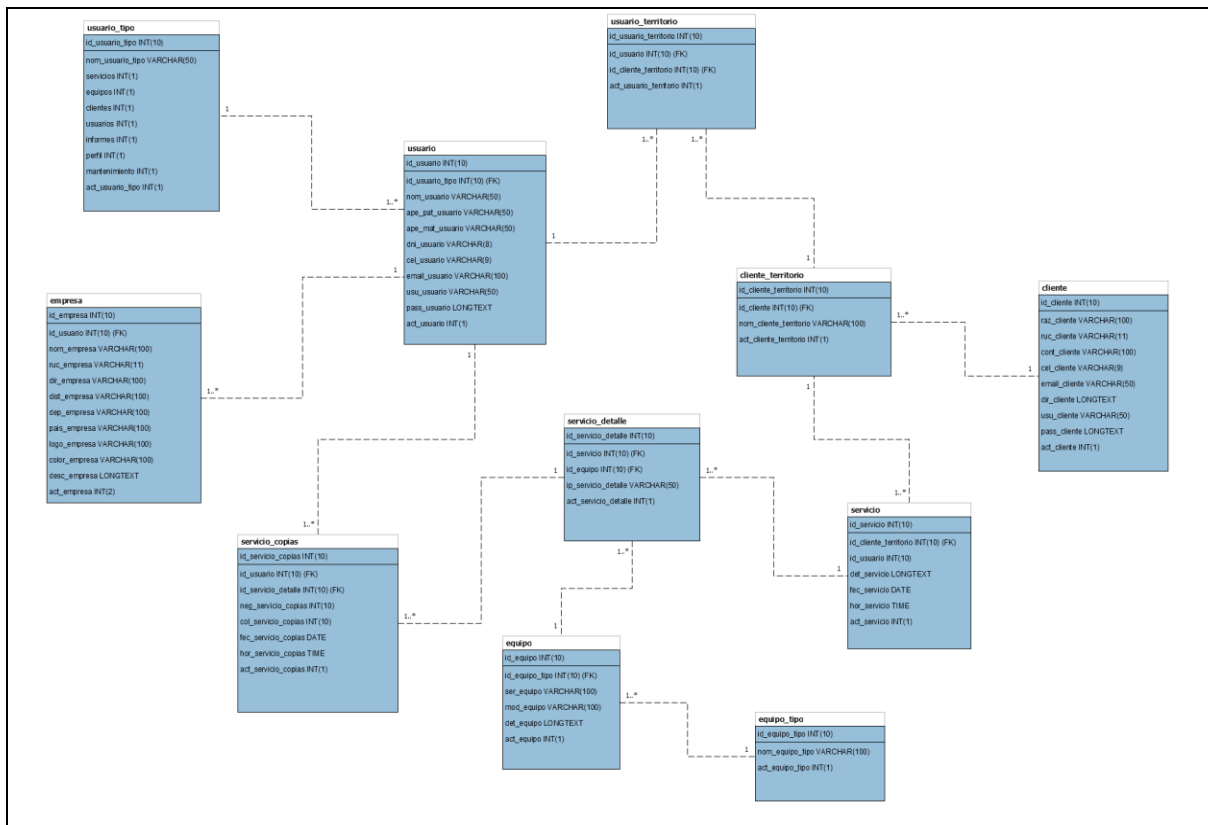 usuario_tipo
id_usuario_tipo INT(10)
nom_usuario_tipo VARCHAR(50)
servicios INT(1)
equipos INT(1)
clientes INT(1)
usuarios INT(1)
informes INT(1)
perfil INT(1)
mantenimiento INT(1)
act_usuario_tipo INT(1)
1
1..*
usuario_territorio
id_usuario_territorio INT(10)
id_usuario INT(10) (FK)
id_cliente_territorio INT(10) (FK)
act_usuario_territorio INT(1)
1..*
1..*
usuario
id_usuario INT(10)
id_usuario_tipo INT(10) (FK)
nom_usuario VARCHAR(50)
ape_pat_usuario VARCHAR(50)
ape_mat_usuario VARCHAR(50)
dni_usuario VARCHAR(8)
cel_usuario VARCHAR(9)
email_usuario VARCHAR(100)
usu_usuario VARCHAR(50)
pass_usuario LONGTEXT
act_usuario INT(1)
1
1
1
1
cliente_territorio
id_cliente_territorio INT(10)
id_cliente INT(10) (FK)
nom_cliente_territorio VARCHAR(100)
act_cliente_territorio INT(1)
1..*
1
1
cliente
id_cliente INT(10)
raz_cliente VARCHAR(100)
ruc_cliente VARCHAR(11)
cont_cliente VARCHAR(100)
cel_cliente VARCHAR(9)
email_cliente VARCHAR(50)
dir_cliente LONGTEXT
usu_cliente VARCHAR(50)
pass_cliente LONGTEXT
act_cliente INT(1)
empresa
id_empresa INT(10)
id_usuario INT(10) (FK)
nom_empresa VARCHAR(100)
ruc_empresa VARCHAR(11)
dir_empresa VARCHAR(100)
dist_empresa VARCHAR(100)
dep_empresa VARCHAR(100)
pais_empresa VARCHAR(100)
logo_empresa VARCHAR(100)
color_empresa VARCHAR(100)
desc_empresa LONGTEXT
act_empresa INT(2)
1..*
servicio_detalle
id_servicio_detalle INT(10)
id_servicio INT(10) (FK)
id_equipo INT(10) (FK)
ip_servicio_detalle VARCHAR(50)
act_servicio_detalle INT(1)
1
1..*
1..*
1..*
servicio
id_servicio INT(10)
id_cliente_territorio INT(10) (FK)
id_usuario INT(10)
det_servicio LONGTEXT
fec_servicio DATE
hor_servicio TIME
act_servicio INT(1)
1
1..*
servicio_copias
id_servicio_copias INT(10)
id_usuario INT(10) (FK)
id_servicio_detalle INT(10) (FK)
neg_servicio_copias INT(10)
col_servicio_copias INT(10)
fec_servicio_copias DATE
hor_servicio_copias TIME
act_servicio_copias INT(1)
1..*
1
equipo
id_equipo INT(10)
id_equipo_tipo INT(10) (FK)
ser_equipo VARCHAR(100)
mod_equipo VARCHAR(100)
det_equipo LONGTEXT
act_equipo INT(1)
1..*
1
equipo_tipo
id_equipo_tipo INT(10)
nom_equipo_tipo VARCHAR(100)
act_equipo_tipo INT(1)